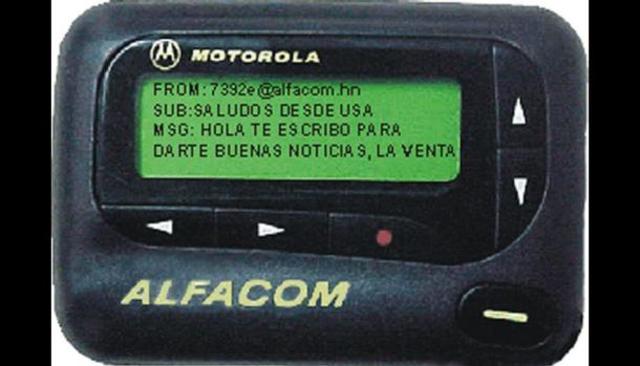 MOTOROLA
FROM: 7392e@alfacom.hn
SUB:SALUDOS DESDE USA
MSG: HOLA TE ESCRIBO PARA
DARTE BUENAS NOTICIAS, LA VENTA
ALFACOM